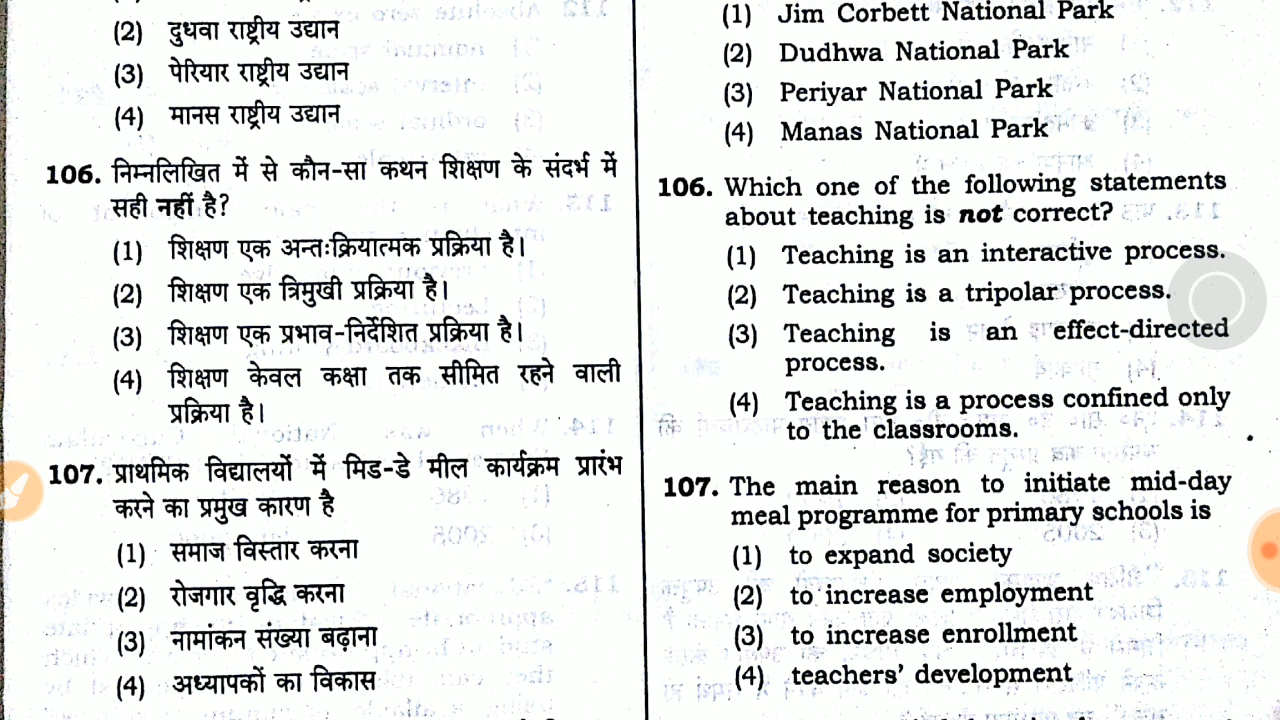 (2) दुधवा राष्ट्रीय उद्यान
(3) पेरियार राष्ट्रीय उद्यान
(4) मानस राष्ट्रीय उद्यान
106. निम्नलिखित में से कौन-सा कथन शिक्षण के संदर्भ में
सही नहीं है?
(1) शिक्षण एक अन्तःक्रियात्मक प्रक्रिया है।
(2) शिक्षण एक त्रिमुखी प्रक्रिया है।
(3) शिक्षण एक प्रभाव-निर्देशित प्रक्रिया है।
(4) शिक्षण केवल कक्षा तक सीमित रहने वाली
प्रक्रिया है।
107. प्राथमिक विद्यालयों में मिड-डे मील कार्यक्रम प्रारंभ
करने का प्रमुख कारण है
(1) समाज विस्तार करना
(2) रोजगार वृद्धि करना
(3) नामांकन संख्या बढ़ाना
(4) अध्यापकों का विकास
(1) Jim Corbett National Park
(2) Dudhwa National Park
(3) Periyar National Park
(4) Manas National Park
106. Which one of the following statements
about teaching is not correct?
(1) Teaching is an interactive process.
(2) Teaching is a tripolar process.
(3) Teaching is an effect-directed
process.
(4) Teaching is a process confined only
to the classrooms.
107. The main reason to initiate mid-day
meal programme for primary schools is
(1) to expand society
(2) to increase employment
(3) to increase enrollment
(4) teachers' development